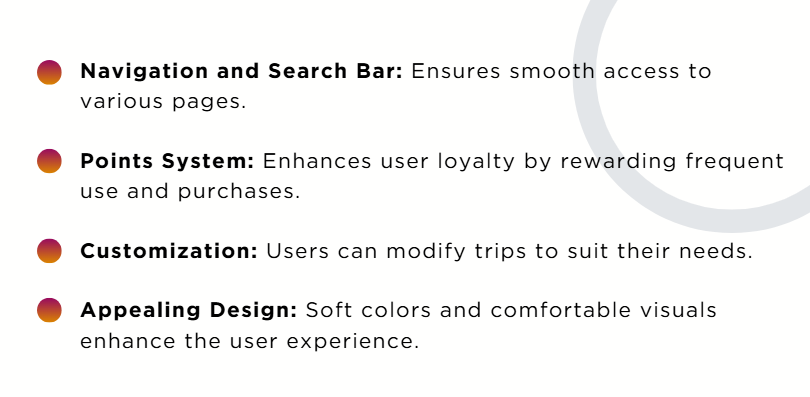 Navigation and Search Bar: Ensures smooth access to
various pages.
Points System: Enhances user loyalty by rewarding frequent
use and purchases.
Customization: Users can modify trips to suit their needs.
Appealing Design: Soft colors and comfortable visuals
enhance the user experience.